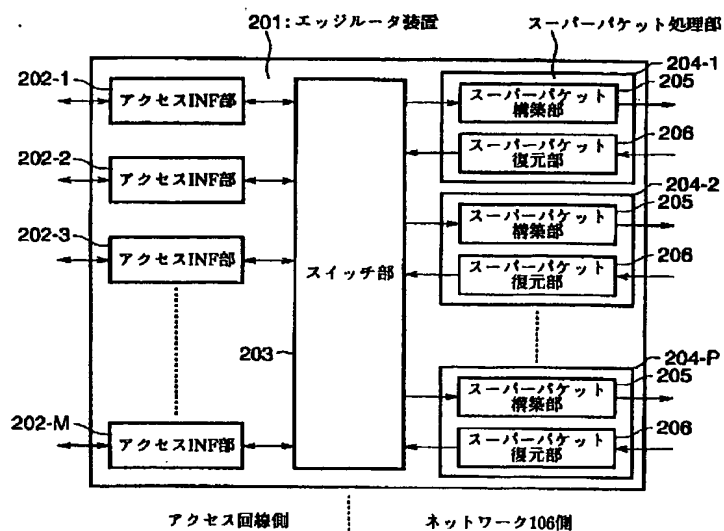 201:エッジルータ装置
スーパーパケット処理部
202-1
アクセスINF部
204-1
205
スーパーパケット
構築部
206
スーパーパケット
復元部
202-2
アクセスINF部
204-2
205
スーパーパケット
構築部
206
スーパーパケット
復元部
202-3
アクセスINF部
スイッチ部
203
204-P
205
スーパーパケット
構築部
206
スーパーパケット
復元部
202-M
アクセスINF部
アクセス回線側
ネットワーク106側